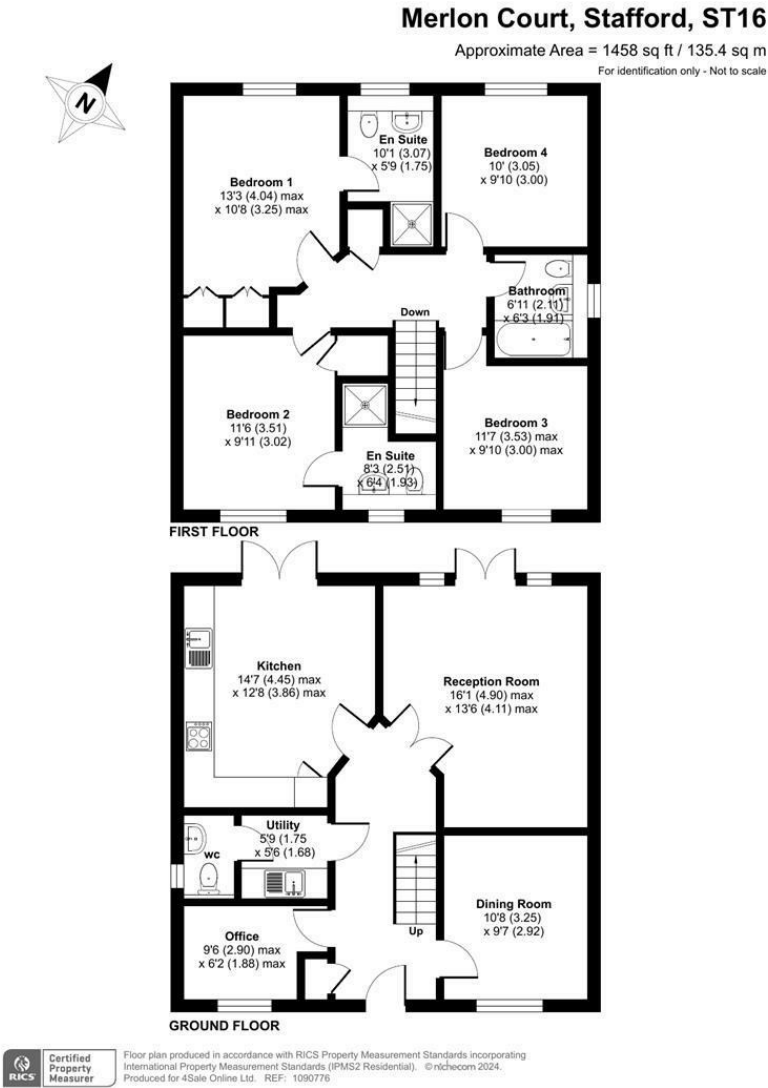 Merlon Court, Stafford, ST16
Approximate Area = 1458 sq ft / 135.4 sq m
For identification only - Not to scale
N
En Suite
10'1 (3.07)
x 5'9 (1.75)
Bedroom 4
10' (3.05)
x 9'10 (3.00)
Bedroom 1
13'3 (4.04) max
x 10'8 (3.25) max
Bathroom
6'11 (2.11)
x 6'3 (1.91)
Down
Bedroom 2
11'6 (3.51)
x 9'11 (3.02)
Bedroom 3
11'7 (3.53) max
x 9'10 (3.00) max
En Suite
8'3 (2.51)
x 6'4 (1.93)
FIRST FLOOR
Kitchen
14'7 (4.45) max
x 12'8 (3.86) max
Reception Room
16'1 (4.90) max
x 13'6 (4.11) max
Utility
5'9 (1.75
x 5'6 (1.68)
WC
Dining Room
10'8 (3.25)
x 9'7 (2.92)
Up
Office
9'6 (2.90) max
x 6'2 (1.88) max
GROUND FLOOR
RICS
Certified
Property
Measurer
Floor plan produced in accordance with RICS Property Measurement Standards incorporating
International Property Measurement Standards (IPMS2 Residential). © nichecom 2024.
Produced for 4Sale Online Ltd. REF: 1090776